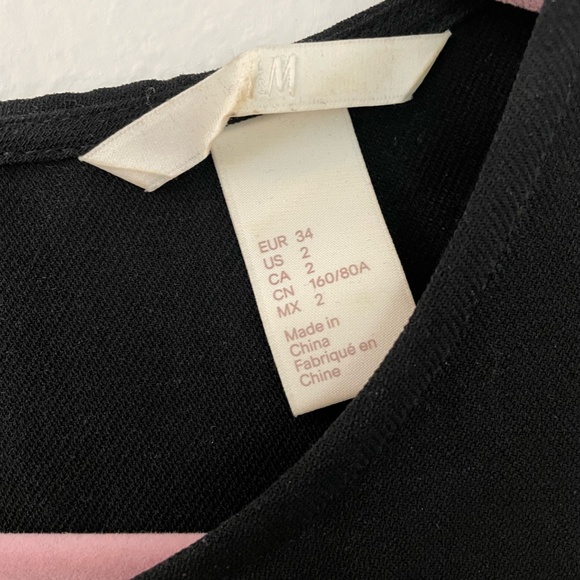 M
EUR 34
US 2
CA 2
CN 160/80A
MX 2
Made in
China
Fabriqué en
Chine